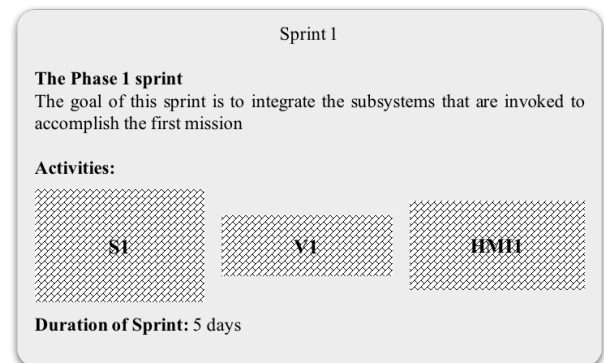 Sprint 1
The Phase 1 sprint
The goal of this sprint is to integrate the subsystems that are invoked to
accomplish the first mission
Activities:
S1 V1 HMI1
Duration of Sprint: 5 days